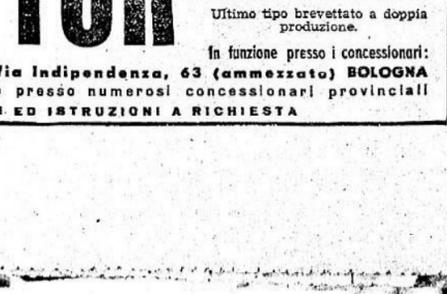 TOR
Ultimo tipo brevettato a doppia
produzione.
In funzione presso i concessionari:
Via Indipendenza, 63 (ammezzato) BOLOGNA
presso numerosi concessionari provinciali
ED ISTRUZIONI A RICHIESTA